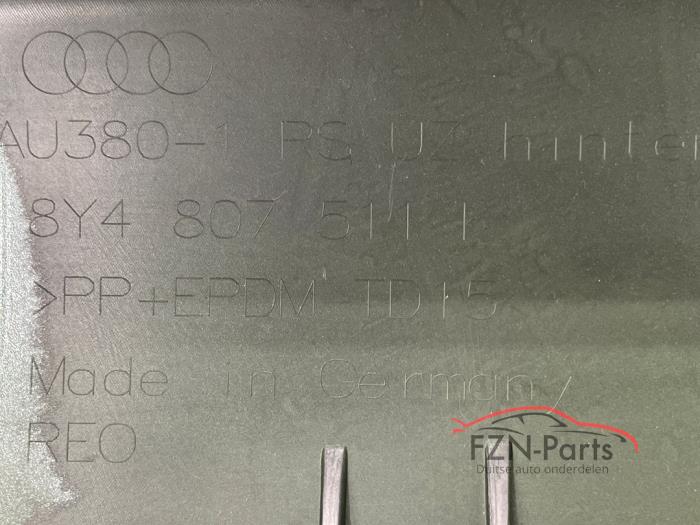 AU380-1 RS UZ hinten
8Y4 807 511 I
>PP+EPDM TD15
Made in Germany
REO
FZN-Parts
Duitse auto onderdelen